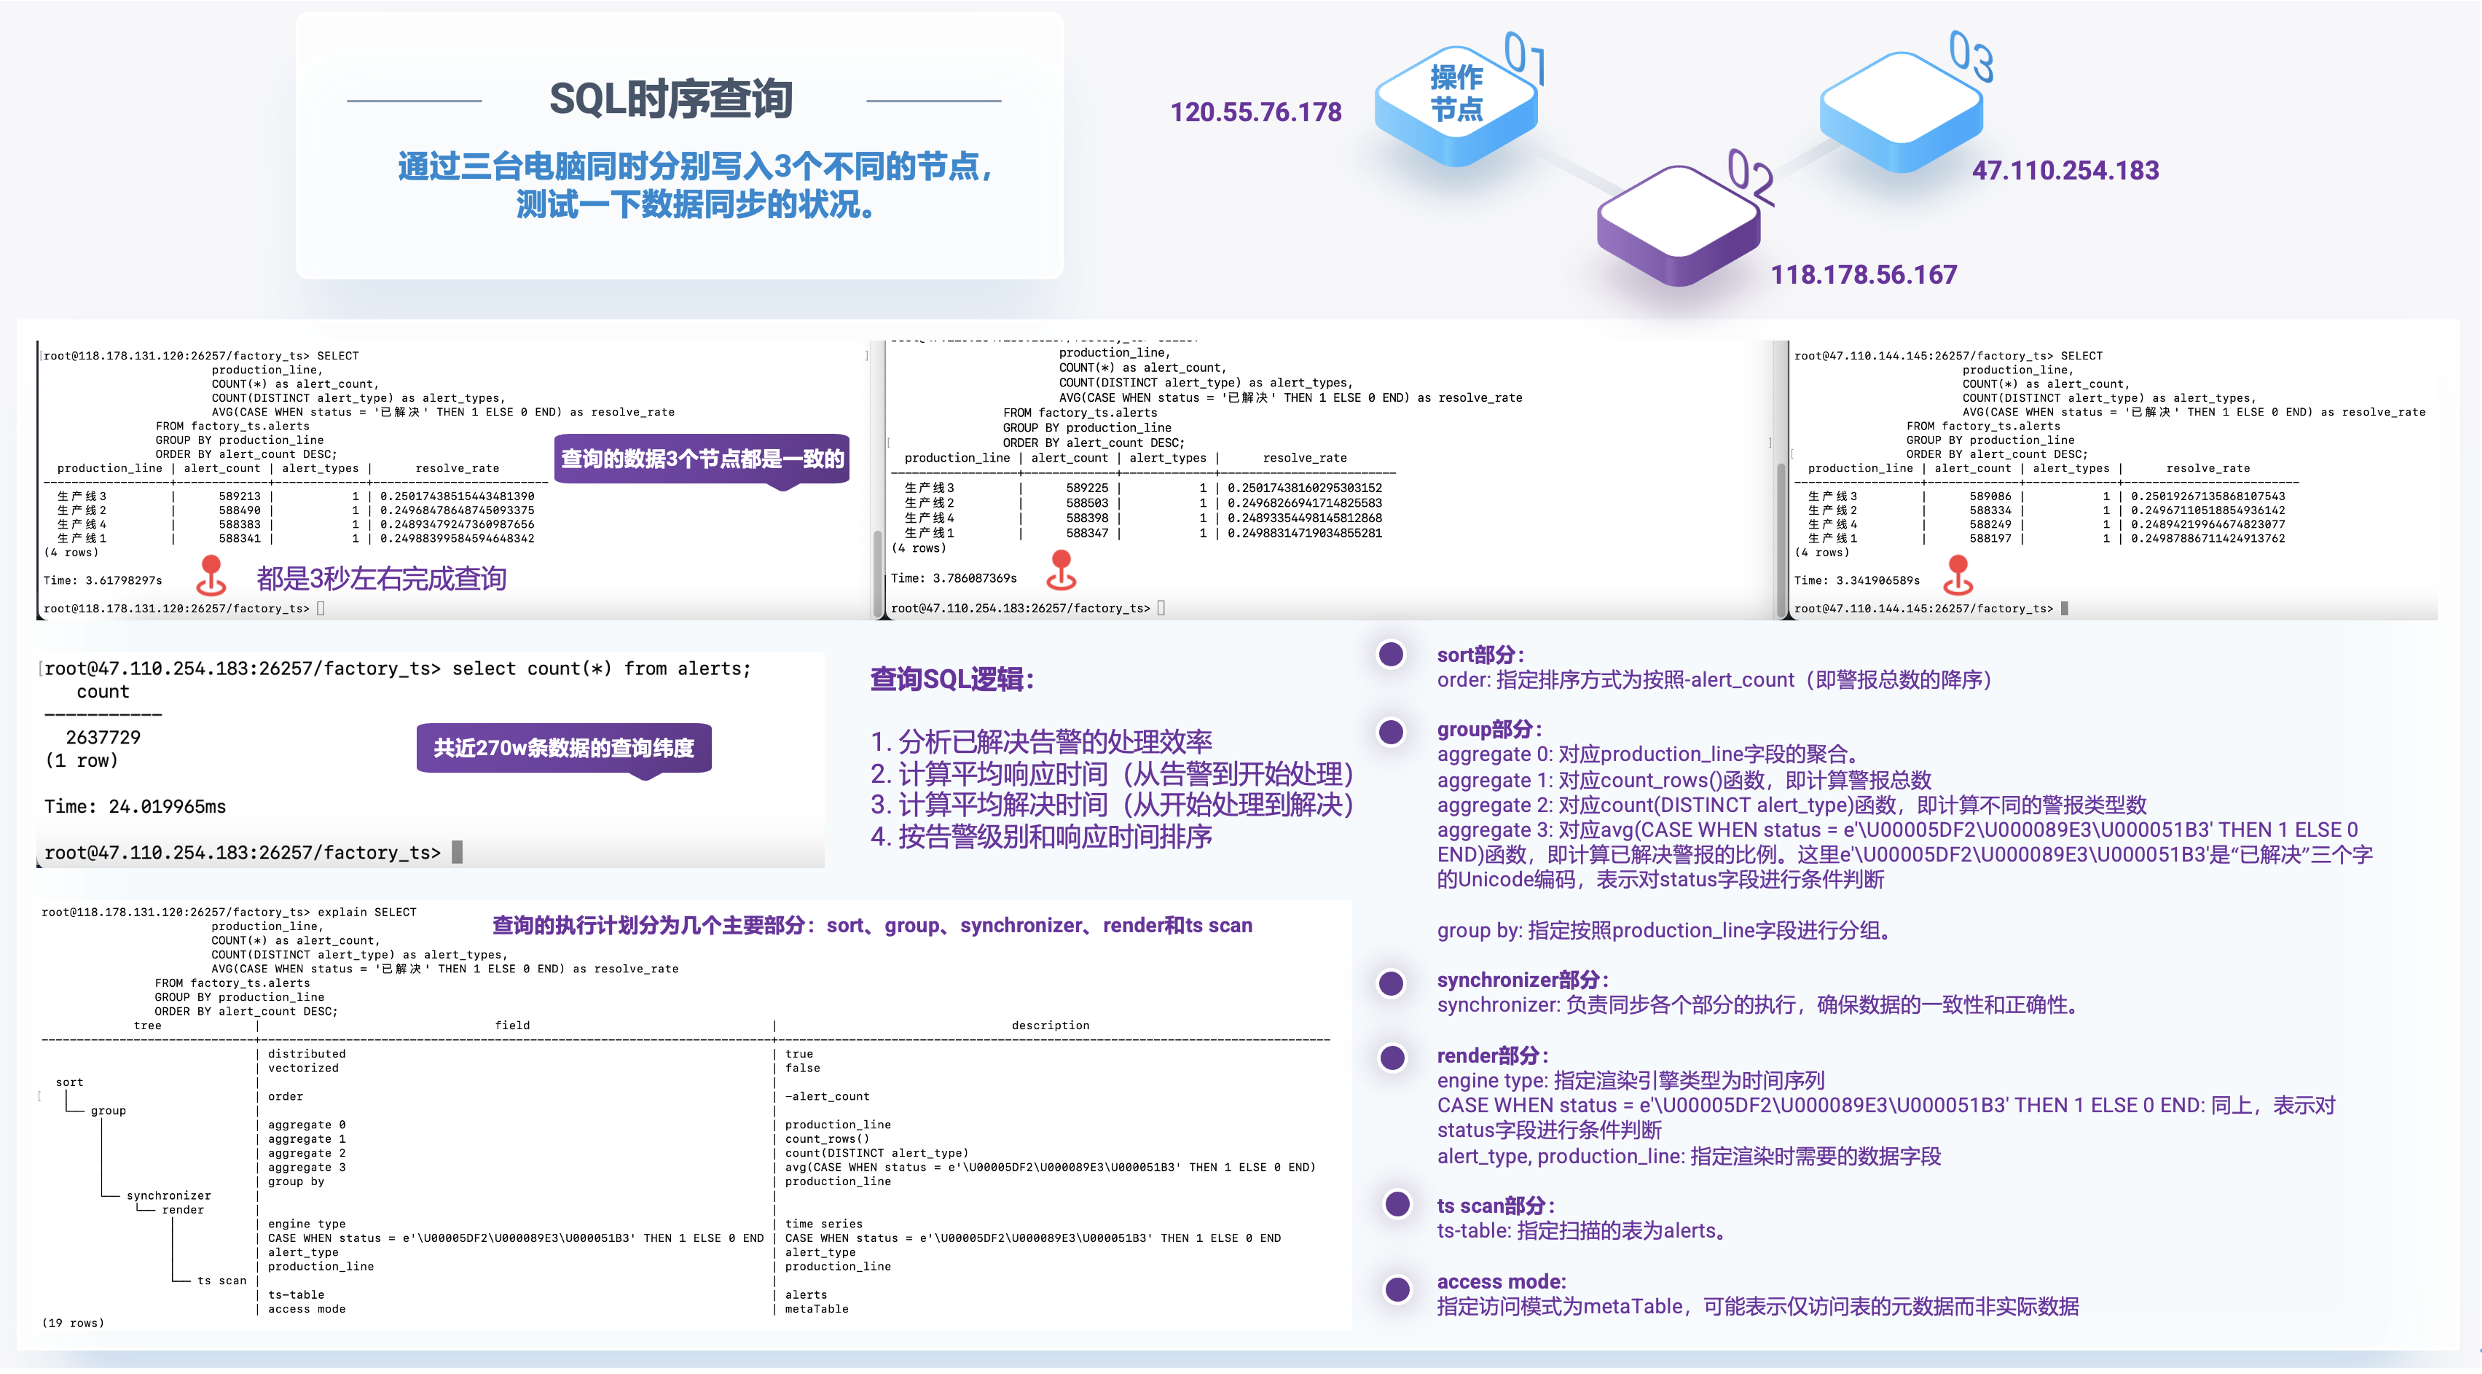 SQL时序查询
通过三台电脑同时分别写入3个不同的节点，
测试一下数据同步的状况。
01
操作
节点
120.55.76.178
02
118.178.56.167
03
47.110.254.183
root@118.178.131.120:26257/factory_ts> SELECT
production_line,
COUNT(*) as alert_count,
COUNT(DISTINCT alert_type) as alert_types,
AVG(CASE WHEN status = '已解决' THEN 1 ELSE 0 END) as resolve_rate
FROM factory_ts.alerts
GROUP BY production_line
ORDER BY alert_count DESC;
production_line | alert_count | alert_types | resolve_rate
生产线3 | 589213 | 1 | 0.25017438515443481390
生产线2 | 588490 | 1 | 0.24968478648745093375
生产线4 | 588383 | 1 | 0.24893479247360987656
生产线1 | 588341 | 1 | 0.24988399584594648342
(4 rows)
Time: 3.61798297s
root@118.178.131.120:26257/factory_ts>
查询的数据3个节点都是一致的
都是3秒左右完成查询
production_line,
COUNT(*) as alert_count,
COUNT(DISTINCT alert_type) as alert_types,
AVG(CASE WHEN status = '已解决' THEN 1 ELSE 0 END) as resolve_rate
FROM factory_ts.alerts
GROUP BY production_line
ORDER BY alert_count DESC;
production_line | alert_count | alert_types | resolve_rate
生产线3 | 589225 | 1 | 0.25017438160295303152
生产线2 | 588503 | 1 | 0.24968266941714825583
生产线4 | 588398 | 1 | 0.24893354498145812868
生产线1 | 588347 | 1 | 0.24988314719034855281
(4 rows)
Time: 3.786087369s
root@47.110.254.183:26257/factory_ts>
root@47.110.144.145:26257/factory_ts> SELECT
production_line,
COUNT(*) as alert_count,
COUNT(DISTINCT alert_type) as alert_types,
AVG(CASE WHEN status = '已解决' THEN 1 ELSE 0 END) as resolve_rate
FROM factory_ts.alerts
GROUP BY production_line
ORDER BY alert_count DESC;
production_line | alert_count | alert_types | resolve_rate
生产线3 | 589086 | 1 | 0.25019267135868107543
生产线2 | 588334 | 1 | 0.24967110518854936142
生产线4 | 588249 | 1 | 0.24894219964674823077
生产线1 | 588197 | 1 | 0.24987886711424913762
(4 rows)
Time: 3.341906589s
root@47.110.144.145:26257/factory_ts>
[root@47.110.254.183:26257/factory_ts> select count(*) from alerts;
count
-----------
2637729
(1 row)
Time: 24.019965ms
root@47.110.254.183:26257/factory_ts>
共近270w条数据的查询纬度
查询SQL逻辑：
1. 分析已解决告警的处理效率
2. 计算平均响应时间（从告警到开始处理）
3. 计算平均解决时间（从开始处理到解决）
4. 按告警级别和响应时间排序
root@118.178.131.120:26257/factory_ts> explain SELECT
production_line,
COUNT(*) as alert_count,
COUNT(DISTINCT alert_type) as alert_types,
AVG(CASE WHEN status = '已解决' THEN 1 ELSE 0 END) as resolve_rate
FROM factory_ts.alerts
GROUP BY production_line
ORDER BY alert_count DESC;
查询的执行计划分为几个主要部分：sort、group、synchronizer、render和ts scan
tree | field | description
| distributed | true
| vectorized | false
sort | |
| order | -alert_count
└── group | |
| aggregate 0 | production_line
| aggregate 1 | count_rows()
| aggregate 2 | count(DISTINCT alert_type)
| aggregate 3 | avg(CASE WHEN status = e'\U00005DF2\U000089E3\U000051B3' THEN 1 ELSE 0 END)
| group by | production_line
└── synchronizer | |
└── render | |
| engine type | time series
| CASE WHEN status = e'\U00005DF2\U000089E3\U000051B3' THEN 1 ELSE 0 END | CASE WHEN status = e'\U00005DF2\U000089E3\U000051B3' THEN 1 ELSE 0 END
| alert_type | alert_type
| production_line | production_line
└── ts scan | |
| ts-table | alerts
| access mode | metaTable
(19 rows)
sort部分：
order: 指定排序方式为按照-alert_count（即警报总数的降序）
group部分：
aggregate 0: 对应production_line字段的聚合。
aggregate 1: 对应count_rows()函数，即计算警报总数
aggregate 2: 对应count(DISTINCT alert_type)函数，即计算不同的警报类型数
aggregate 3: 对应avg(CASE WHEN status = e'\U00005DF2\U000089E3\U000051B3' THEN 1 ELSE 0
END)函数，即计算已解决警报的比例。这里e'\U00005DF2\U000089E3\U000051B3'是“已解决”三个字
的Unicode编码，表示对status字段进行条件判断
group by: 指定按照production_line字段进行分组。
synchronizer部分：
synchronizer: 负责同步各个部分的执行，确保数据的一致性和正确性。
render部分：
engine type: 指定渲染引擎类型为时间序列
CASE WHEN status = e'\U00005DF2\U000089E3\U000051B3' THEN 1 ELSE 0 END: 同上，表示对
status字段进行条件判断
alert_type, production_line: 指定渲染时需要的数据字段
ts scan部分：
ts-table: 指定扫描的表为alerts。
access mode:
指定访问模式为metaTable，可能表示仅访问表的元数据而非实际数据